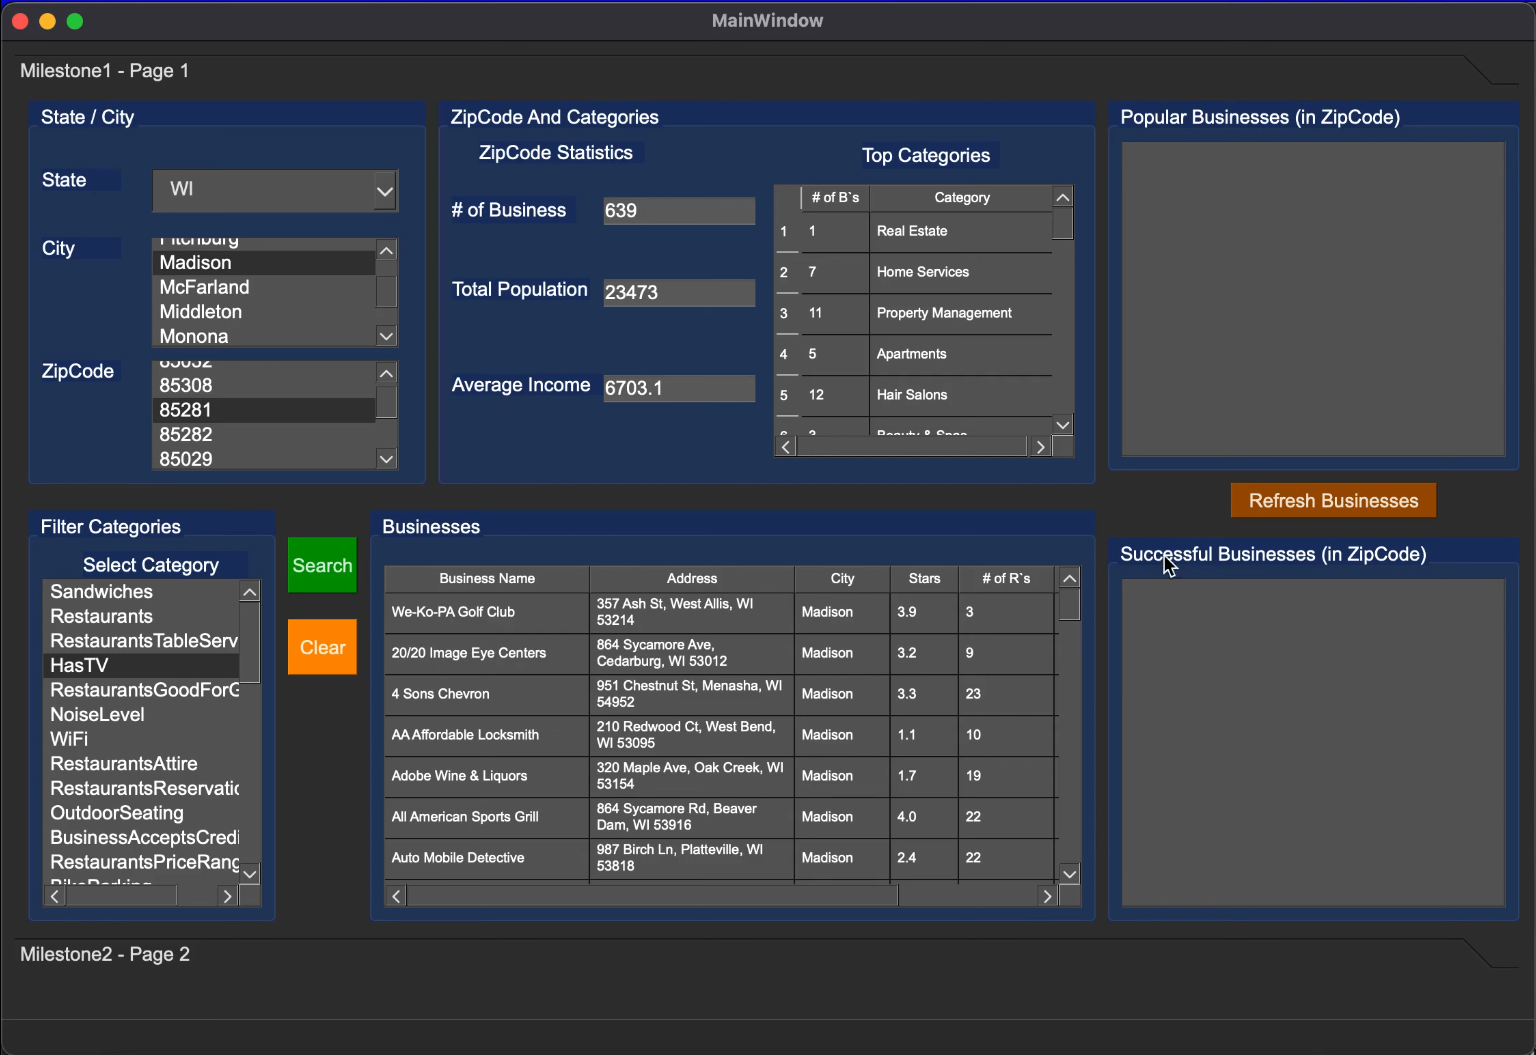 MainWindow
Milestone1 - Page 1
State / City
State
WI
City
Pitchburg
Madison
McFarland
Middleton
Monona
ZipCode
85308
85281
85282
85029
ZipCode And Categories
ZipCode Statistics
# of Business
639
Total Population
23473
Average Income
6703.1
Top Categories
# of B`s Category
1 1 Real Estate
2 7 Home Services
3 11 Property Management
4 5 Apartments
5 12 Hair Salons
Beauty & Spas
Popular Businesses (in ZipCode)
Refresh Businesses
Successful Businesses (in ZipCode)
Filter Categories
Select Category
Sandwiches
Restaurants
RestaurantsTableServ
HasTV
RestaurantsGoodForG
NoiseLevel
WiFi
RestaurantsAttire
RestaurantsReservatic
OutdoorSeating
BusinessAcceptsCredi
RestaurantsPriceRang
BikeParking
Search
Clear
Businesses
Business Name Address City Stars # of R`s
We-Ko-PA Golf Club 357 Ash St, West Allis, WI 53214 Madison 3.9 3
20/20 Image Eye Centers 864 Sycamore Ave, Cedarburg, WI 53012 Madison 3.2 9
4 Sons Chevron 951 Chestnut St, Menasha, WI 54952 Madison 3.3 23
AA Affordable Locksmith 210 Redwood Ct, West Bend, WI 53095 Madison 1.1 10
Adobe Wine & Liquors 320 Maple Ave, Oak Creek, WI 53154 Madison 1.7 19
All American Sports Grill 864 Sycamore Rd, Beaver Dam, WI 53916 Madison 4.0 22
Auto Mobile Detective 987 Birch Ln, Platteville, WI 53818 Madison 2.4 22
Milestone2 - Page 2